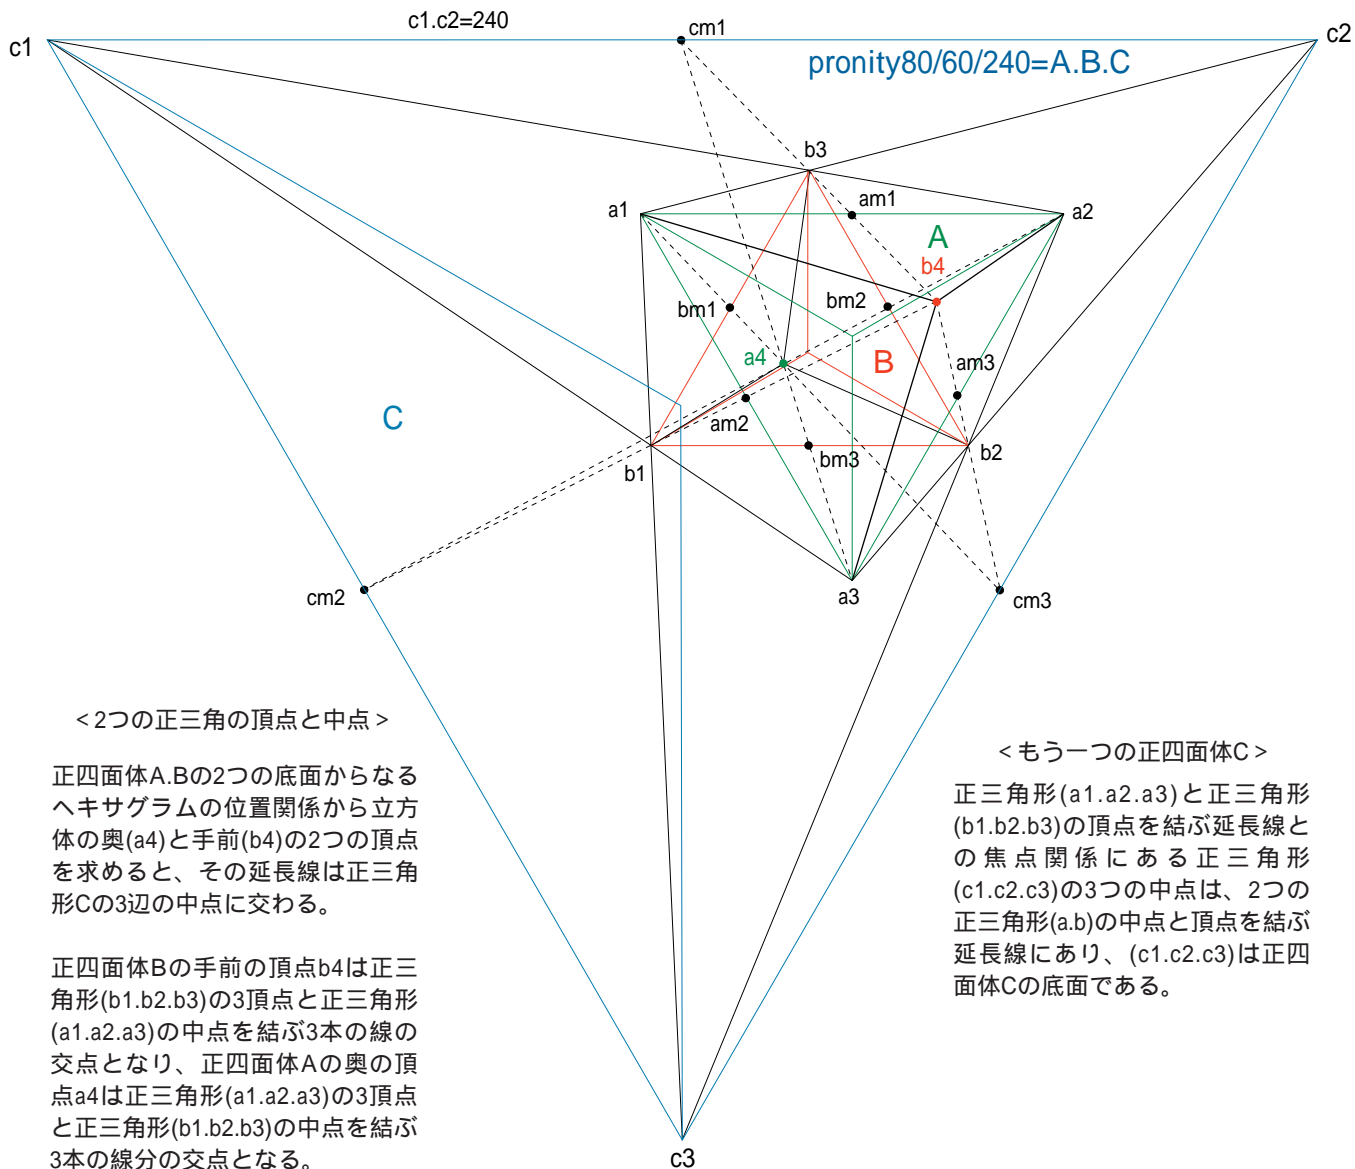 c1.c2=240
cm1
c1
c2
pronity80/60/240=A.B.C
b3
a1
am1
a2
A
b4
bm1
bm2
a4
B
am3
C
am2
b1
bm3
b2
cm2
a3
cm3
＜2つの正三角の頂点と中点＞
正四面体A.Bの2つの底面からなる
ヘキサグラムの位置関係から立方
体の奥(a4)と手前(b4)の2つの頂点
を求めると、その延長線は正三角
形Cの3辺の中点に交わる。
正四面体Bの手前の頂点b4は正三
角形(b1.b2.b3)の3頂点と正三角形
(a1.a2.a3)の中点を結ぶ3本の線の
交点となり、正四面体Aの奥の頂
点a4は正三角形(a1.a2.a3)の3頂点
と正三角形(b1.b2.b3)の中点を結ぶ
3本の線分の交点となる。
＜もう一つの正四面体C＞
正三角形(a1.a2.a3)と正三角形
(b1.b2.b3)の頂点を結ぶ延長線と
の焦点関係にある正三角形
(c1.c2.c3)の3つの中点は、2つの
正三角形(a.b)の中点と頂点を結ぶ
延長線にあり、(c1.c2.c3)は正四
面体Cの底面である。
c3